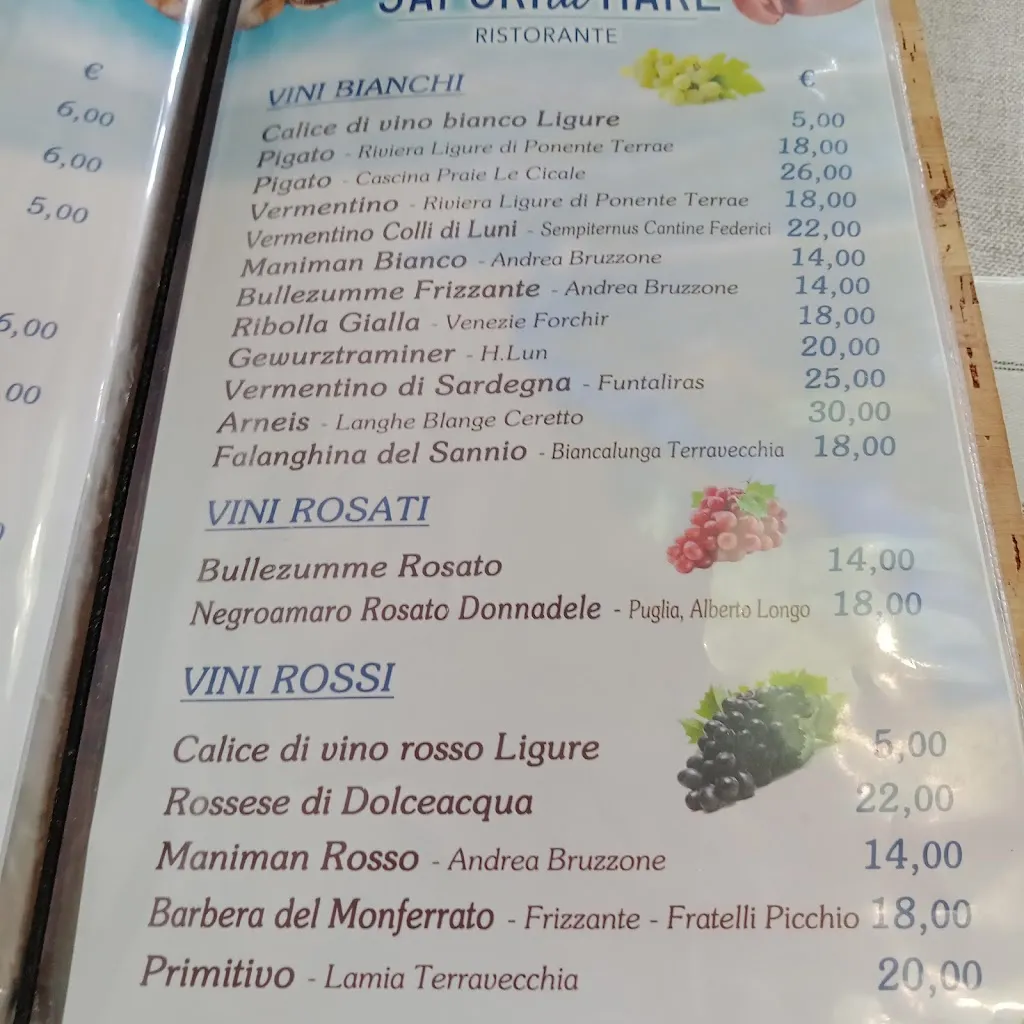 €
6,00
6,00
5,00
,00
SAPORI di MARE
RISTORANTE
VINI BIANCHI €
Calice di vino bianco Ligure 5,00
Pigato - Riviera Ligure di Ponente Terrae 18,00
Pigato - Cascina Praie Le Cicale 26,00
Vermentino - Riviera Ligure di Ponente Terrae 18,00
Vermentino Colli di Luni - Sempiternus Cantine Federici 22,00
Maniman Bianco - Andrea Bruzzone 14,00
Bullezumme Frizzante - Andrea Bruzzone 14,00
Ribolla Gialla - Venezie Forchir 18,00
Gewurztraminer - H.Lun 20,00
Vermentino di Sardegna - Funtaliras 25,00
Arneis - Langhe Blange Ceretto 30,00
Falanghina del Sannio - Biancalunga Terravecchia 18,00
VINI ROSATI
Bullezumme Rosato 14,00
Negroamaro Rosato Donnadele - Puglia, Alberto Longo 18,00
VINI ROSSI
Calice di vino rosso Ligure 5,00
Rossese di Dolceacqua 22,00
Maniman Rosso - Andrea Bruzzone 14,00
Barbera del Monferrato - Frizzante - Fratelli Picchio 18,00
Primitivo - Lamia Terravecchia 20,00